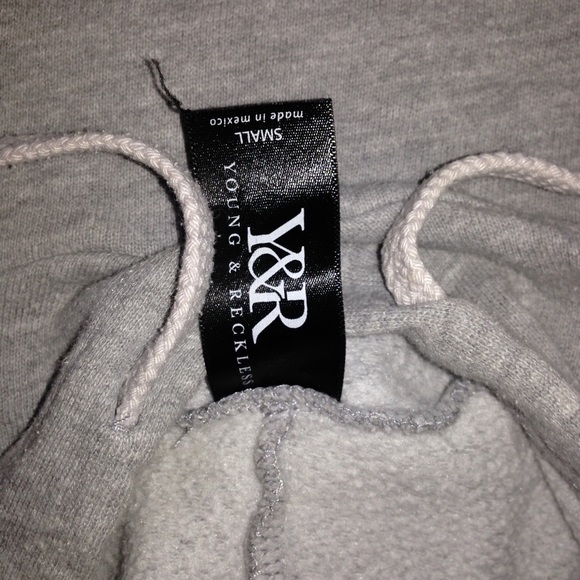 Y&R
YOUNG & RECKLESS
SMALL
made in mexico